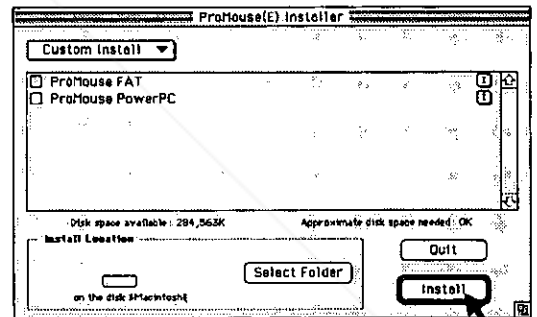 ProMouse(E) Installer
Custom Install
ProMouse FAT
ProMouse PowerPC
Disk space available : 284,563K Approximate disk space needed : OK
Install Location
Quit
Select Folder
on the disk
Install